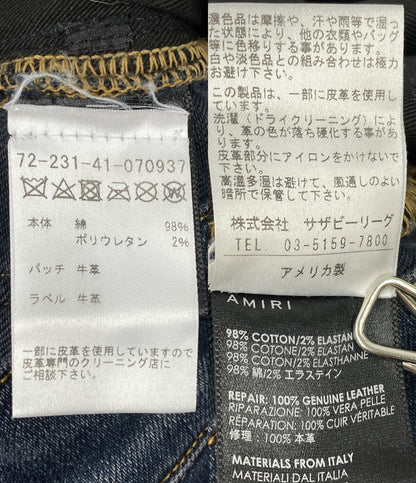 72-231-41-070937
本体 綿 98%
ポリウレタン 2%
パッチ 牛革
ラベル 牛革
一部に皮革を使用していますので
皮革専門のクリーニング店に
ご相談下さい。
濃色品は摩擦や、汗や雨等で湿っ
た状態により、他の衣類やバッグ
等に色移りする事があります。
白や淡色品との組み合わせは極力
お避け下さい。
この製品は、一部に皮革を使用し
ています。
洗濯(ドライクリーニング)によ
り、革の色が落ち硬化する事があ
ります。
皮革部分にアイロンをかけないで
下さい。
高温多湿は避けて、風通しのよい
暗所で保管して下さい。
株式会社 サザビーリーグ
TEL. 03-5159-7800
アメリカ製
AMIRI
98% COTTON/2% ELASTAN
98% COTONE/2% ELASTAN
98% COTON/2% ELASTHANNE
98% 綿/2% エラステイン
REPAIR: 100% GENUINE LEATHER
RIPARAZIONE: 100% VERA PELLE
RÉPARATION: 100% CUIR VÉRITABLE
修理:100% 本革
MATERIALS FROM ITALY
MATERIALI DAL ITALIA